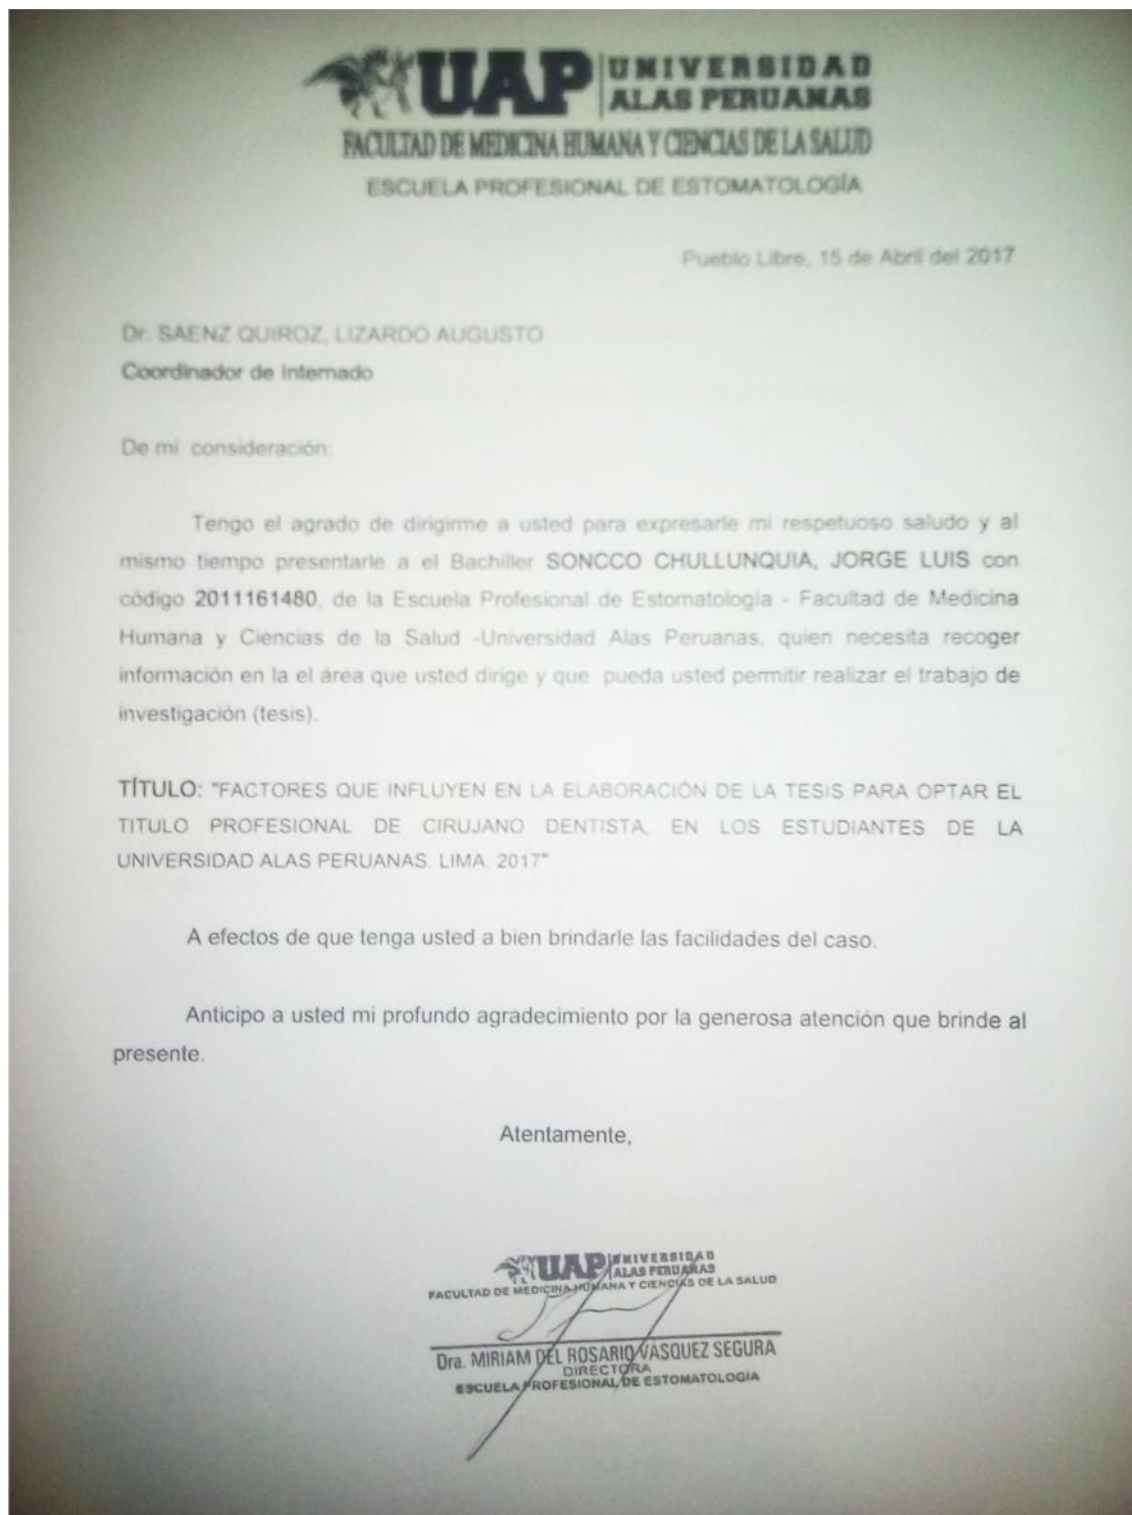 UAP UNIVERSIDAD
ALAS PERUANAS
FACULTAD DE MEDICINA HUMANA Y CIENCIAS DE LA SALUD
ESCUELA PROFESIONAL DE ESTOMATOLOGÍA
Pueblo Libre, 15 de Abril del 2017
Dr. SAENZ QUIROZ, LIZARDO AUGUSTO
Coordinador de Internado
De mi consideración:
Tengo el agrado de dirigirme a usted para expresarle mi respetuoso saludo y al
mismo tiempo presentarle a el Bachiller SONCCO CHULLUNQUIA, JORGE LUIS con
código 2011161480, de la Escuela Profesional de Estomatología - Facultad de Medicina
Humana y Ciencias de la Salud -Universidad Alas Peruanas, quien necesita recoger
información en la el área que usted dirige y que pueda usted permitir realizar el trabajo de
investigación (tesis).
TÍTULO: "FACTORES QUE INFLUYEN EN LA ELABORACIÓN DE LA TESIS PARA OPTAR EL
TITULO PROFESIONAL DE CIRUJANO DENTISTA, EN LOS ESTUDIANTES DE LA
UNIVERSIDAD ALAS PERUANAS. LIMA. 2017"
A efectos de que tenga usted a bien brindarle las facilidades del caso.
Anticipo a usted mi profundo agradecimiento por la generosa atención que brinde al
presente.
Atentamente,
UAP UNIVERSIDAD
ALAS PERUANAS
FACULTAD DE MEDICINA HUMANA Y CIENCIAS DE LA SALUD
Dra. MIRIAM DEL ROSARIO VÁSQUEZ SEGURA
DIRECTORA
ESCUELA PROFESIONAL DE ESTOMATOLOGÍA